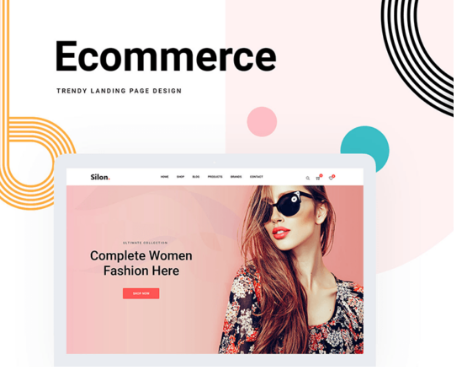 Ecommerce
TRENDY LANDING PAGE DESIGN
Silon.
HOME SHOP BLOG PRODUCTS BRANDS CONTACT
ULTIMATE COLLECTION
Complete Women
Fashion Here
SHOP NOW